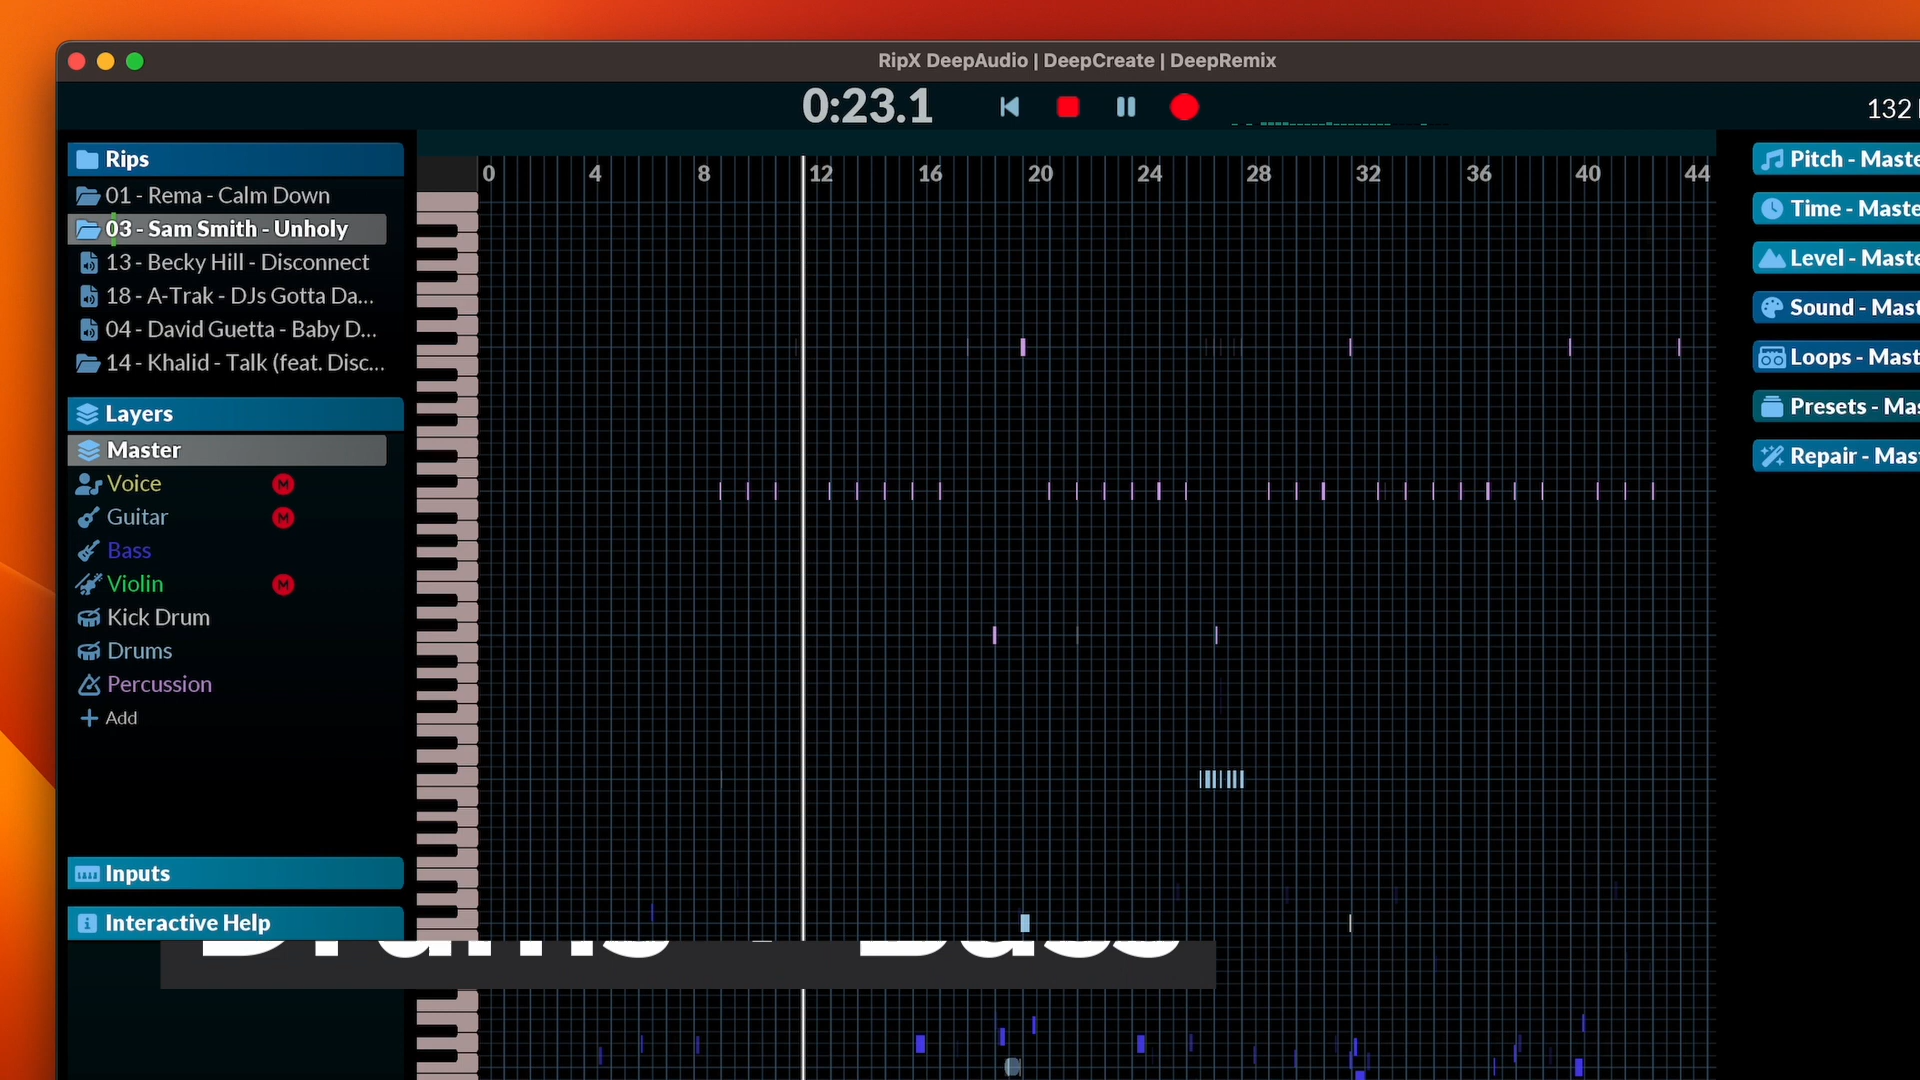 RipX DeepAudio | DeepCreate | DeepRemix
0:23.1
132
Rips
01 - Rema - Calm Down
03 - Sam Smith - Unholy
13 - Becky Hill - Disconnect
18 - A-Trak - DJs Gotta Da...
04 - David Guetta - Baby D...
14 - Khalid - Talk (feat. Disc...
Layers
Master
Voice M
Guitar M
Bass
Violin M
Kick Drum
Drums
Percussion
Add
Inputs
Interactive Help
0 4 8 12 16 20 24 28 32 36 40 44
Pitch - Maste
Time - Maste
Level - Maste
Sound - Mast
Loops - Mast
Presets - Mas
Repair - Mast